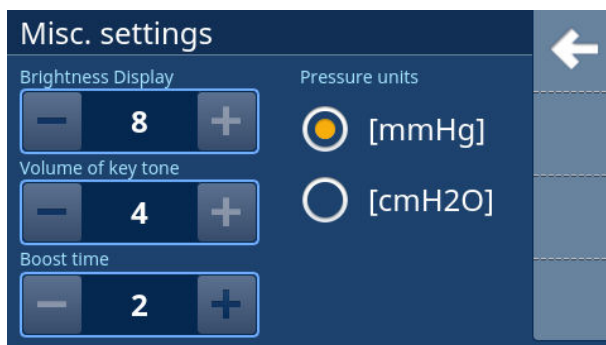 Misc. settings
Brightness Display
8
Volume of key tone
4
Boost time
2
Pressure units
[mmHg]
[cmH2O]